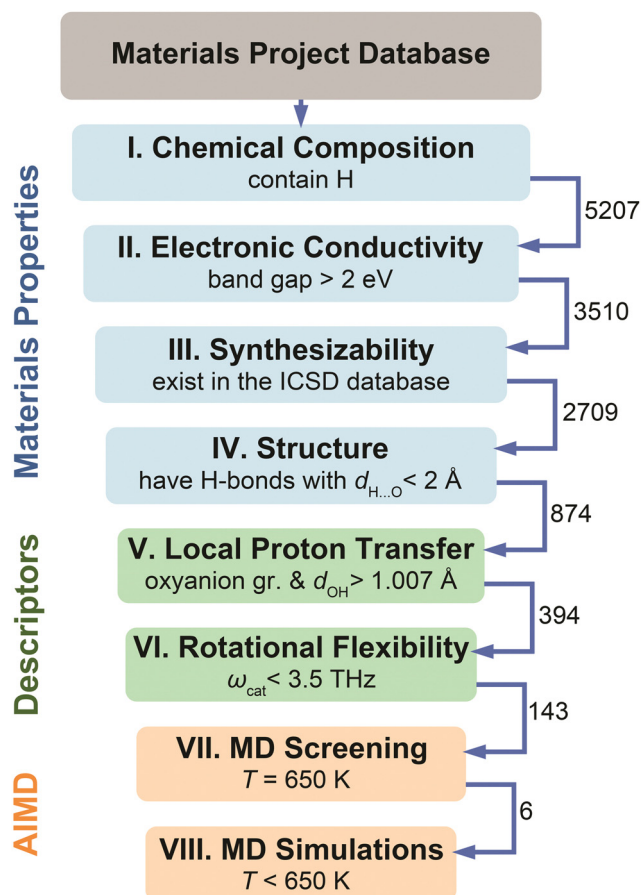 Materials Project Database
I. Chemical Composition
contain H
5207
II. Electronic Conductivity
band gap > 2 eV
3510
III. Synthesizability
exist in the ICSD database
2709
IV. Structure
have H-bonds with d_H...O < 2 Å
874
V. Local Proton Transfer
oxyanion gr. & d_OH > 1.007 Å
394
VI. Rotational Flexibility
ω_cat < 3.5 THz
143
VII. MD Screening
T = 650 K
6
VIII. MD Simulations
T < 650 K
Materials Properties
Descriptors
AIMD